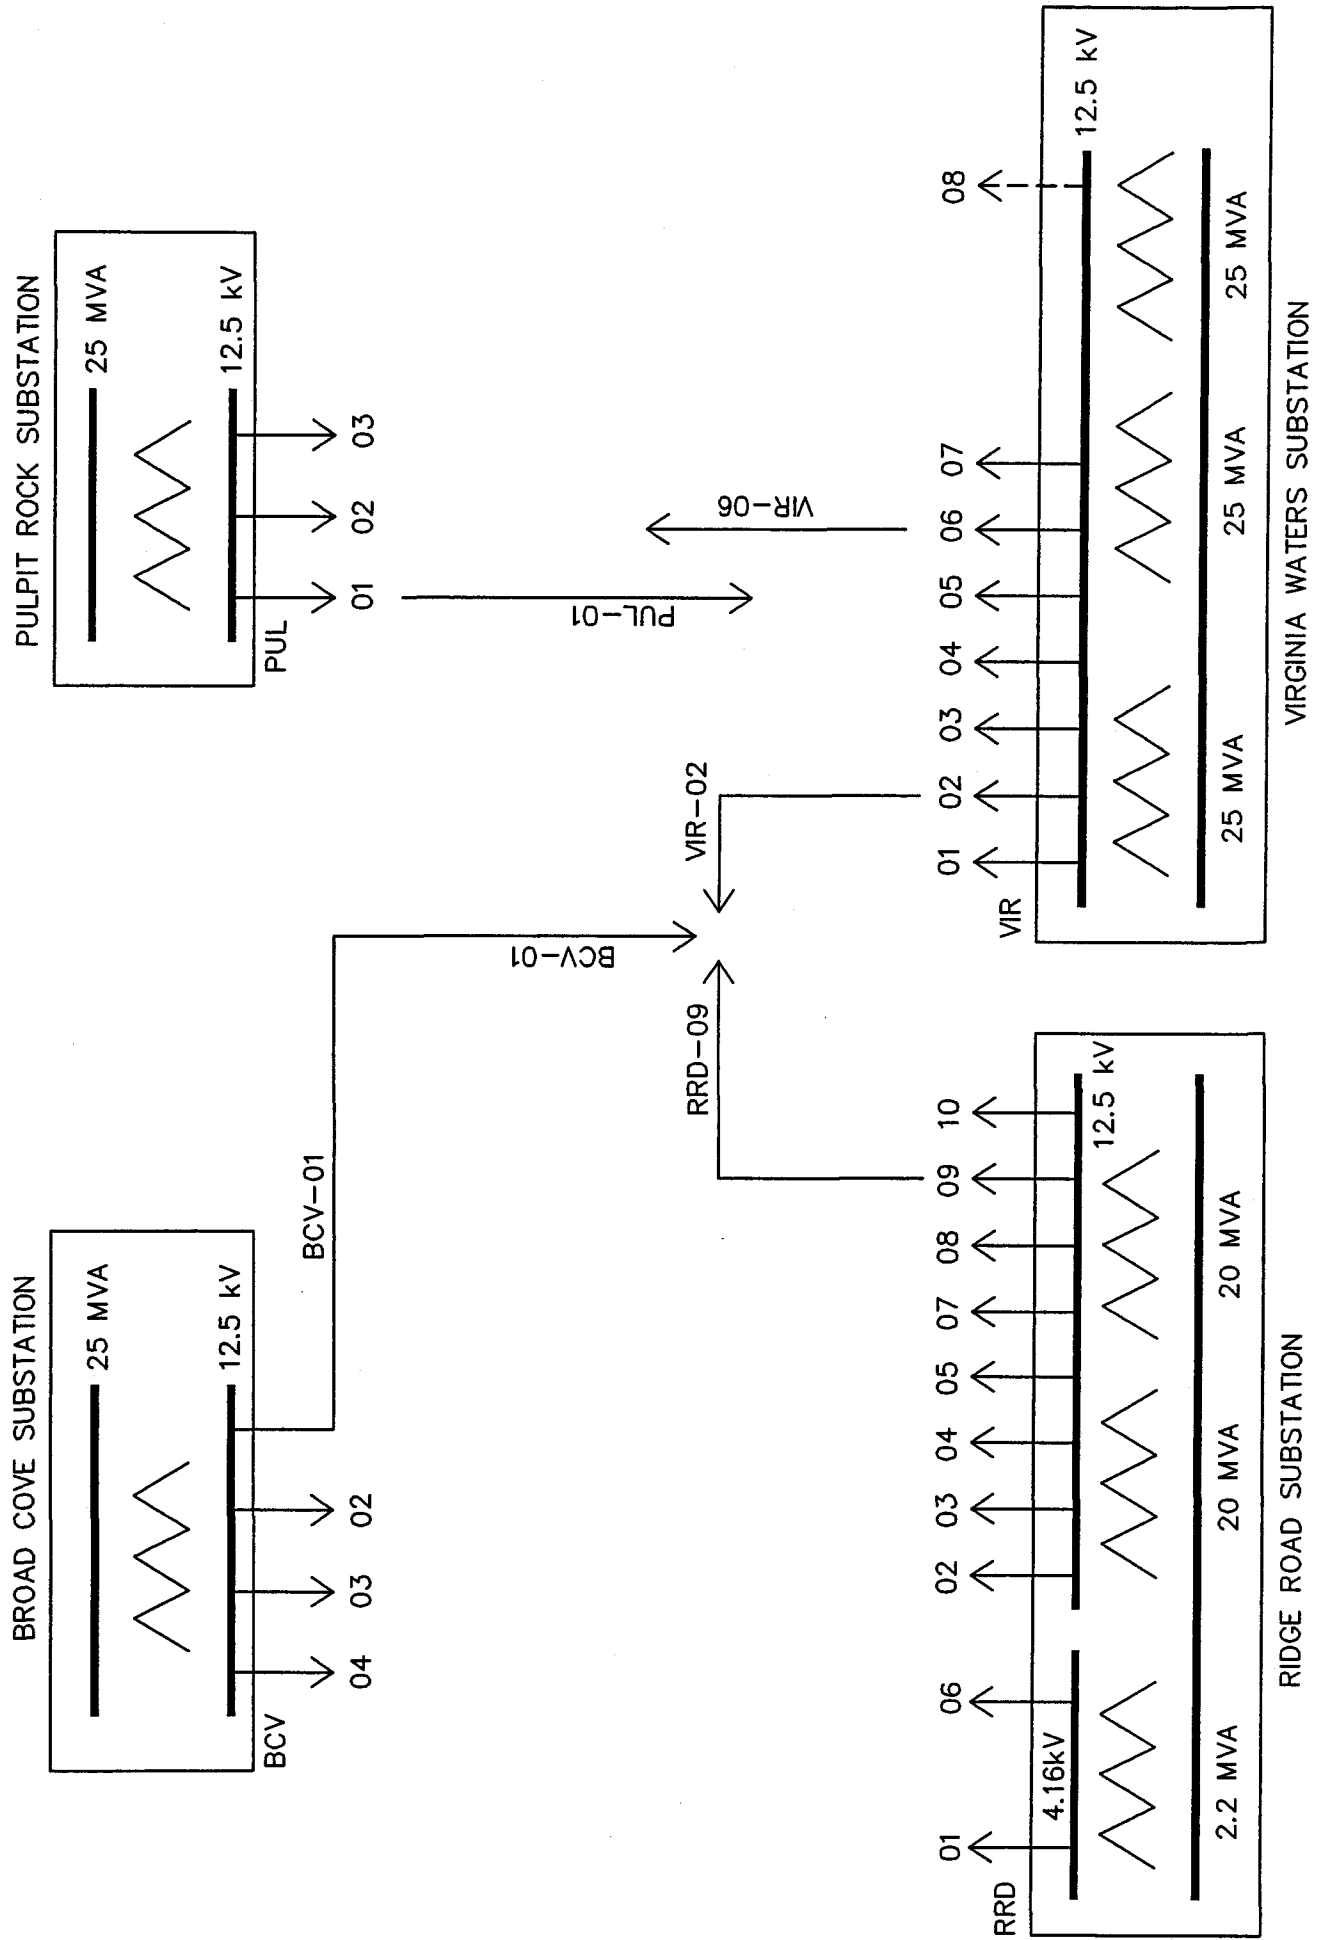 BROAD COVE SUBSTATION
25 MVA
12.5 kV
BCV
04
03
02
BCV-01
BCV-01
PULPIT ROCK SUBSTATION
25 MVA
12.5 kV
PUL
01
02
03
PUL-01
VIR-06
RRD-09
VIR-02
RRD
01
06
02
03
04
05
07
08
09
10
4.16kV
12.5 kV
2.2 MVA
20 MVA
20 MVA
RIDGE ROAD SUBSTATION
VIR
01
02
03
04
05
06
07
08
12.5 kV
25 MVA
25 MVA
25 MVA
VIRGINIA WATERS SUBSTATION